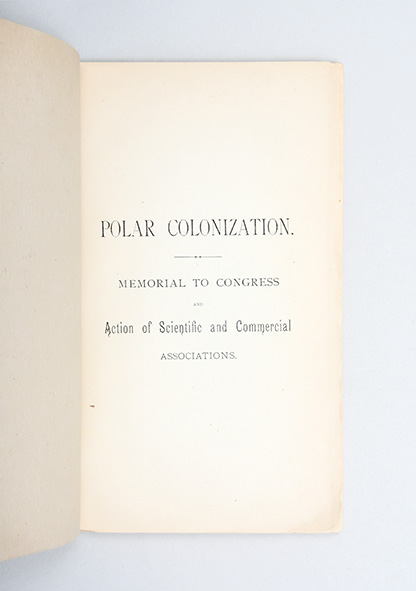 POLAR COLONIZATION.
MEMORIAL TO CONGRESS
AND
Action of Scientific and Commercial
ASSOCIATIONS.